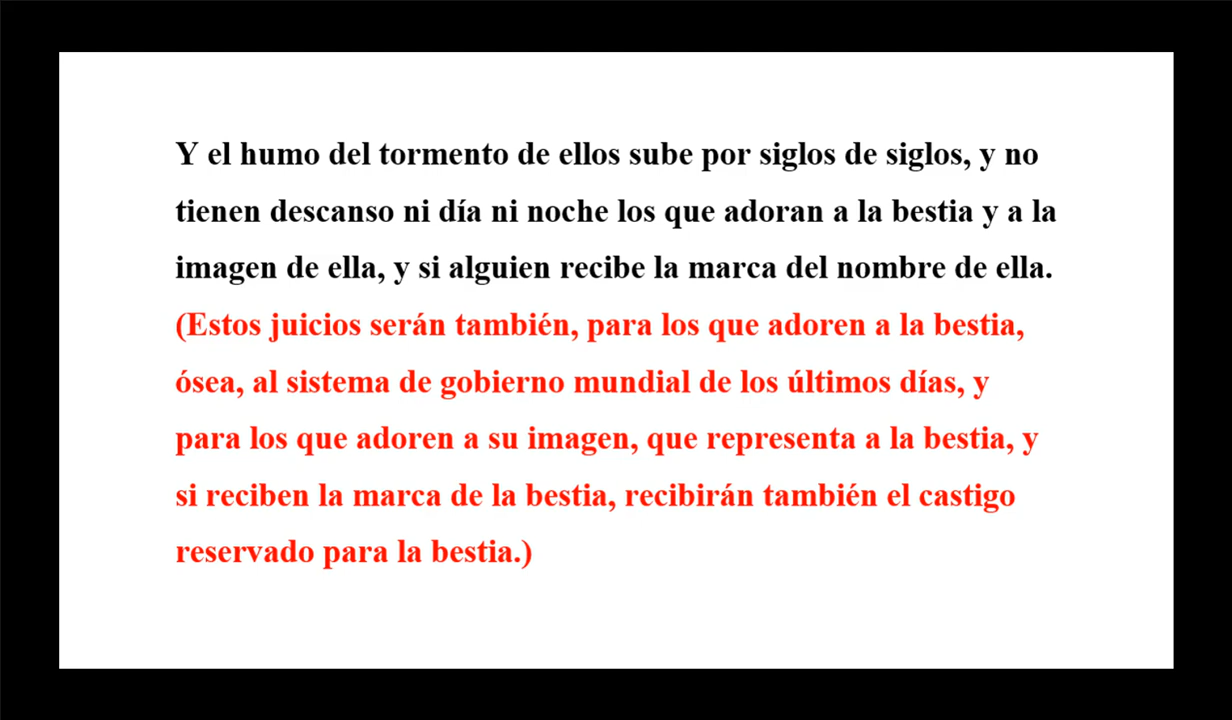 Y el humo del tormento de ellos sube por siglos de siglos, y no
tienen descanso ni día ni noche los que adoran a la bestia y a la
imagen de ella, y si alguien recibe la marca del nombre de ella.
(Estos juicios serán también, para los que adoren a la bestia,
ósea, al sistema de gobierno mundial de los últimos días, y
para los que adoren a su imagen, que representa a la bestia, y
si reciben la marca de la bestia, recibirán también el castigo
reservado para la bestia.)